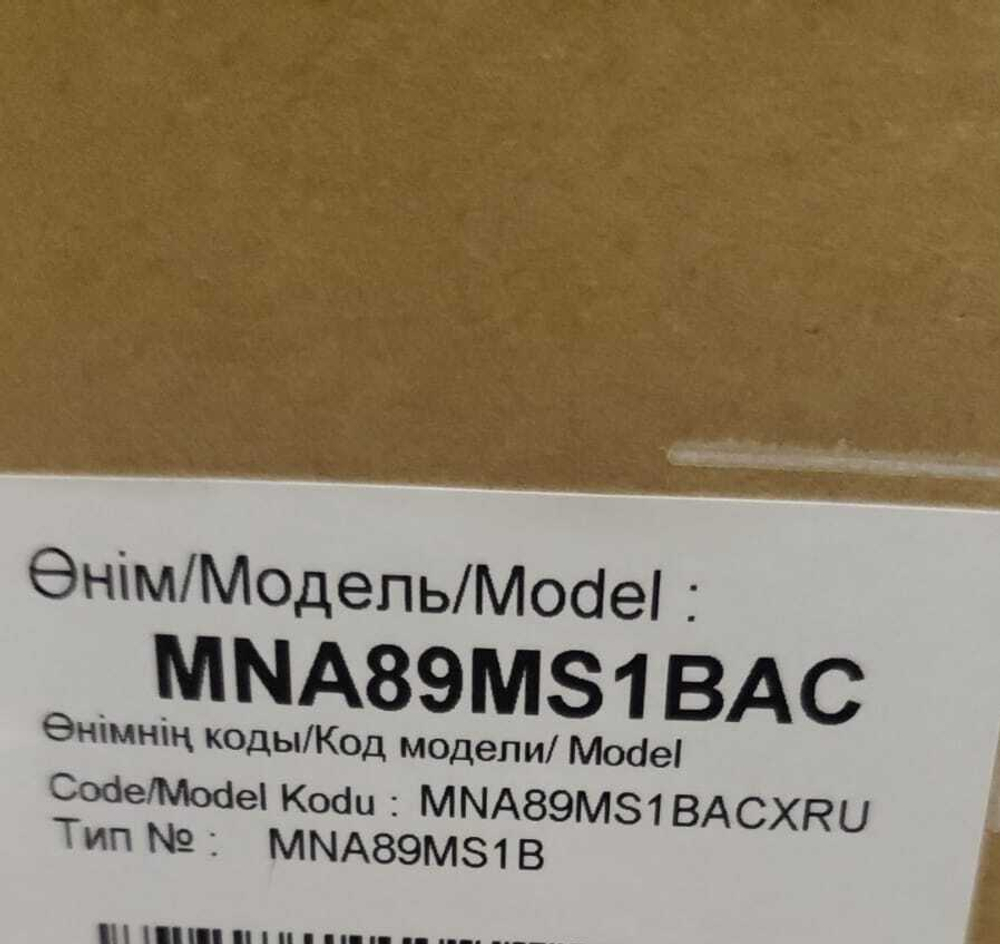 Өнім/Модель/Model :
MNA89MS1BAC
Өнімнің коды/Код модели/ Model
Code/Model Kodu : MNA89MS1BACXRU
Тип № : MNA89MS1B